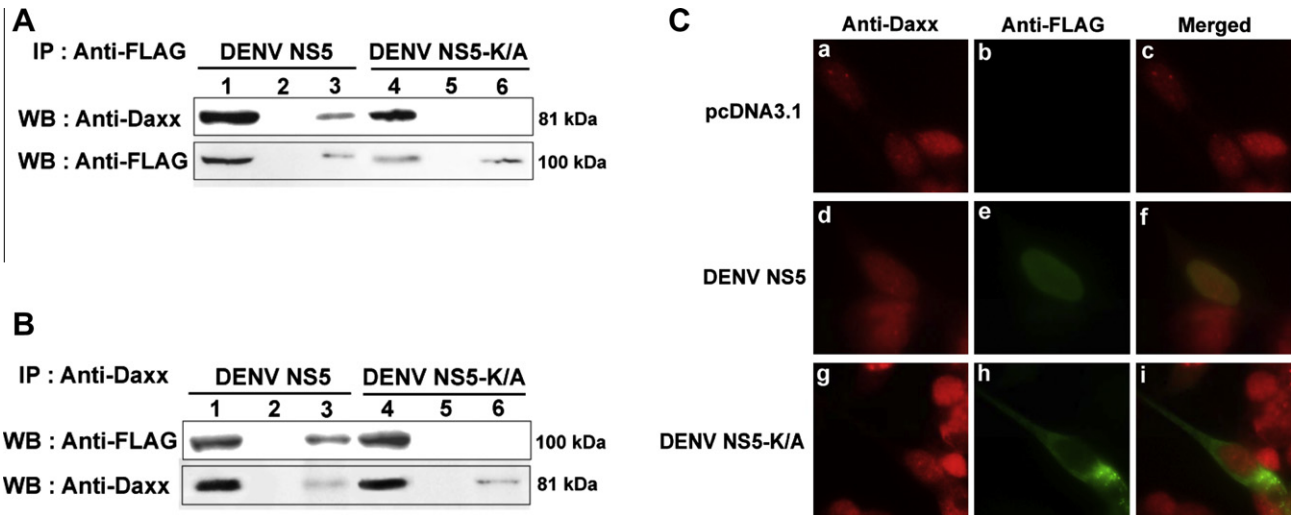 A
IP : Anti-FLAG DENV NS5 DENV NS5-K/A
1 2 3 4 5 6
WB : Anti-Daxx 81 kDa
WB : Anti-FLAG 100 kDa
B
IP : Anti-Daxx DENV NS5 DENV NS5-K/A
1 2 3 4 5 6
WB : Anti-FLAG 100 kDa
WB : Anti-Daxx 81 kDa
C
Anti-Daxx Anti-FLAG Merged
pcDNA3.1 a b c
DENV NS5 d e f
DENV NS5-K/A g h i